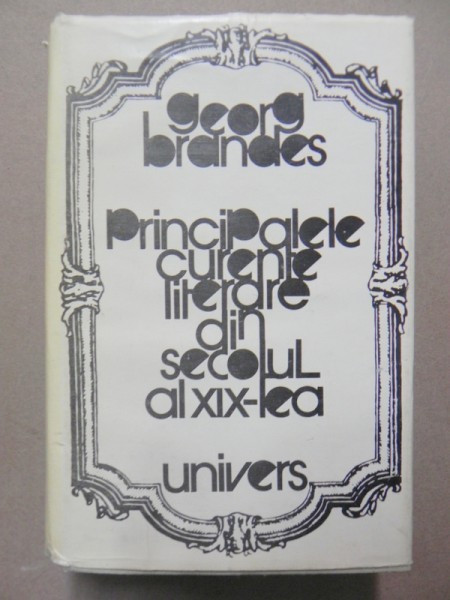 georg
brandes
principalele
curente
literare
din
secolul
al xix-lea
univers